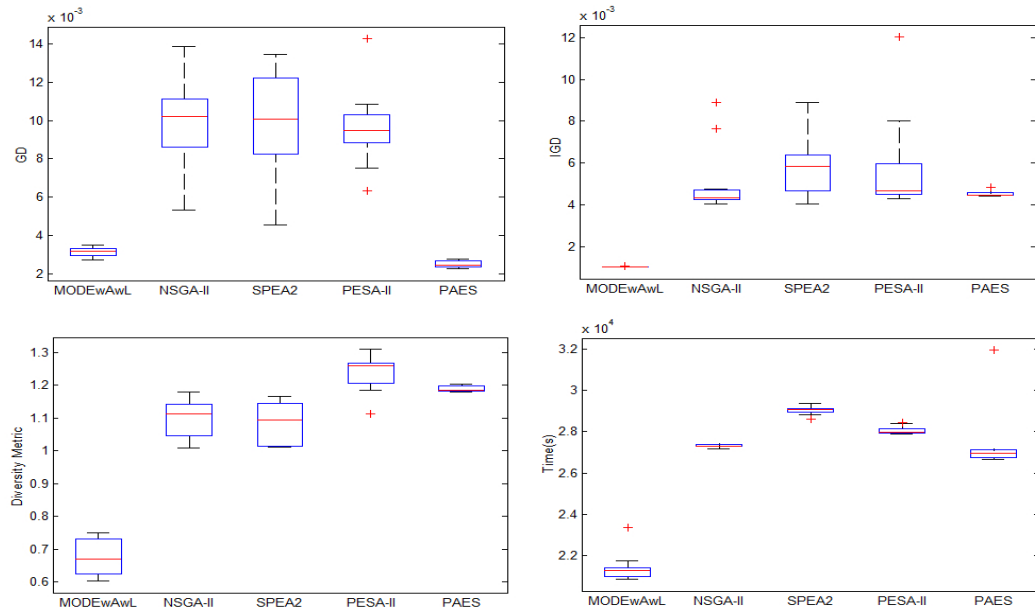 x 10⁻³
14
12
10
8
6
4
2
GD
MODEwAwL NSGA-II SPEA2 PESA-II PAES
x 10⁻³
12
10
8
6
4
2
IGD
MODEwAwL NSGA-II SPEA2 PESA-II PAES
1.3
1.2
1.1
1
0.9
0.8
0.7
0.6
Diversity Metric
MODEwAwL NSGA-II SPEA2 PESA-II PAES
x 10⁴
3.2
3
2.8
2.6
2.4
2.2
Time(s)
MODEwAwL NSGA-II SPEA2 PESA-II PAES